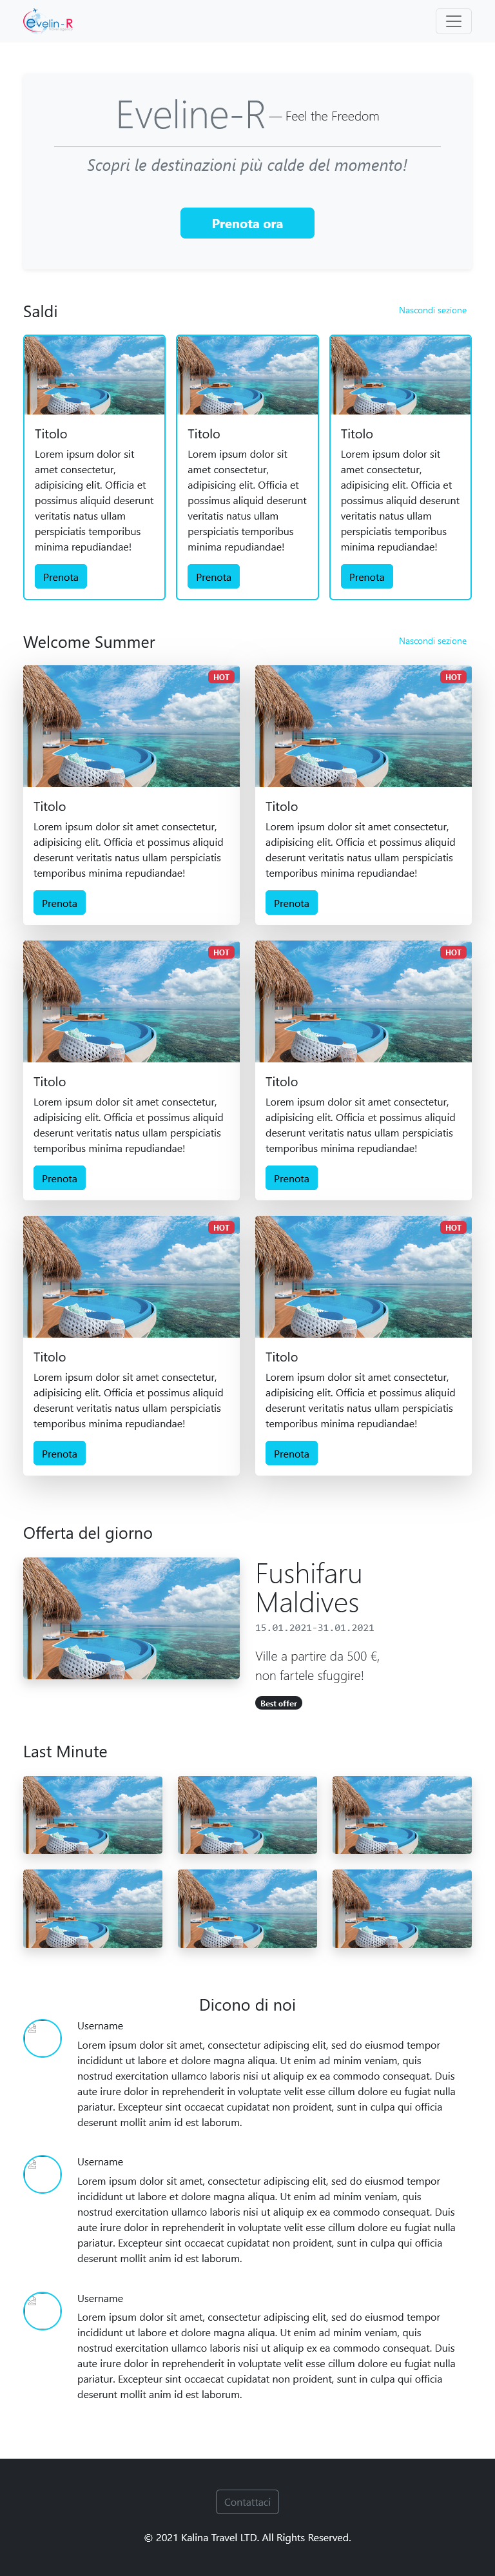 evelin-R
Eveline-R — Feel the Freedom
Scopri le destinazioni più calde del momento!
Prenota ora
Saldi
Nascondi sezione
Titolo
Lorem ipsum dolor sit
amet consectetur,
adipisicing elit. Officia et
possimus aliquid deserunt
veritatis natus ullam
perspiciatis temporibus
minima repudiandae!
Prenota
Titolo
Lorem ipsum dolor sit
amet consectetur,
adipisicing elit. Officia et
possimus aliquid deserunt
veritatis natus ullam
perspiciatis temporibus
minima repudiandae!
Prenota
Titolo
Lorem ipsum dolor sit
amet consectetur,
adipisicing elit. Officia et
possimus aliquid deserunt
veritatis natus ullam
perspiciatis temporibus
minima repudiandae!
Prenota
Welcome Summer
Nascondi sezione
HOT
Titolo
Lorem ipsum dolor sit amet consectetur,
adipisicing elit. Officia et possimus aliquid
deserunt veritatis natus ullam perspiciatis
temporibus minima repudiandae!
Prenota
HOT
Titolo
Lorem ipsum dolor sit amet consectetur,
adipisicing elit. Officia et possimus aliquid
deserunt veritatis natus ullam perspiciatis
temporibus minima repudiandae!
Prenota
HOT
Titolo
Lorem ipsum dolor sit amet consectetur,
adipisicing elit. Officia et possimus aliquid
deserunt veritatis natus ullam perspiciatis
temporibus minima repudiandae!
Prenota
HOT
Titolo
Lorem ipsum dolor sit amet consectetur,
adipisicing elit. Officia et possimus aliquid
deserunt veritatis natus ullam perspiciatis
temporibus minima repudiandae!
Prenota
HOT
Titolo
Lorem ipsum dolor sit amet consectetur,
adipisicing elit. Officia et possimus aliquid
deserunt veritatis natus ullam perspiciatis
temporibus minima repudiandae!
Prenota
HOT
Titolo
Lorem ipsum dolor sit amet consectetur,
adipisicing elit. Officia et possimus aliquid
deserunt veritatis natus ullam perspiciatis
temporibus minima repudiandae!
Prenota
Offerta del giorno
Fushifaru
Maldives
15.01.2021-31.01.2021
Ville a partire da 500 €,
non fartele sfuggire!
Best offer
Last Minute
Dicono di noi
Username
Lorem ipsum dolor sit amet, consectetur adipiscing elit, sed do eiusmod tempor
incididunt ut labore et dolore magna aliqua. Ut enim ad minim veniam, quis
nostrud exercitation ullamco laboris nisi ut aliquip ex ea commodo consequat. Duis
aute irure dolor in reprehenderit in voluptate velit esse cillum dolore eu fugiat nulla
pariatur. Excepteur sint occaecat cupidatat non proident, sunt in culpa qui officia
deserunt mollit anim id est laborum.
Username
Lorem ipsum dolor sit amet, consectetur adipiscing elit, sed do eiusmod tempor
incididunt ut labore et dolore magna aliqua. Ut enim ad minim veniam, quis
nostrud exercitation ullamco laboris nisi ut aliquip ex ea commodo consequat. Duis
aute irure dolor in reprehenderit in voluptate velit esse cillum dolore eu fugiat nulla
pariatur. Excepteur sint occaecat cupidatat non proident, sunt in culpa qui officia
deserunt mollit anim id est laborum.
Username
Lorem ipsum dolor sit amet, consectetur adipiscing elit, sed do eiusmod tempor
incididunt ut labore et dolore magna aliqua. Ut enim ad minim veniam, quis
nostrud exercitation ullamco laboris nisi ut aliquip ex ea commodo consequat. Duis
aute irure dolor in reprehenderit in voluptate velit esse cillum dolore eu fugiat nulla
pariatur. Excepteur sint occaecat cupidatat non proident, sunt in culpa qui officia
deserunt mollit anim id est laborum.
Contattaci
© 2021 Kalina Travel LTD. All Rights Reserved.